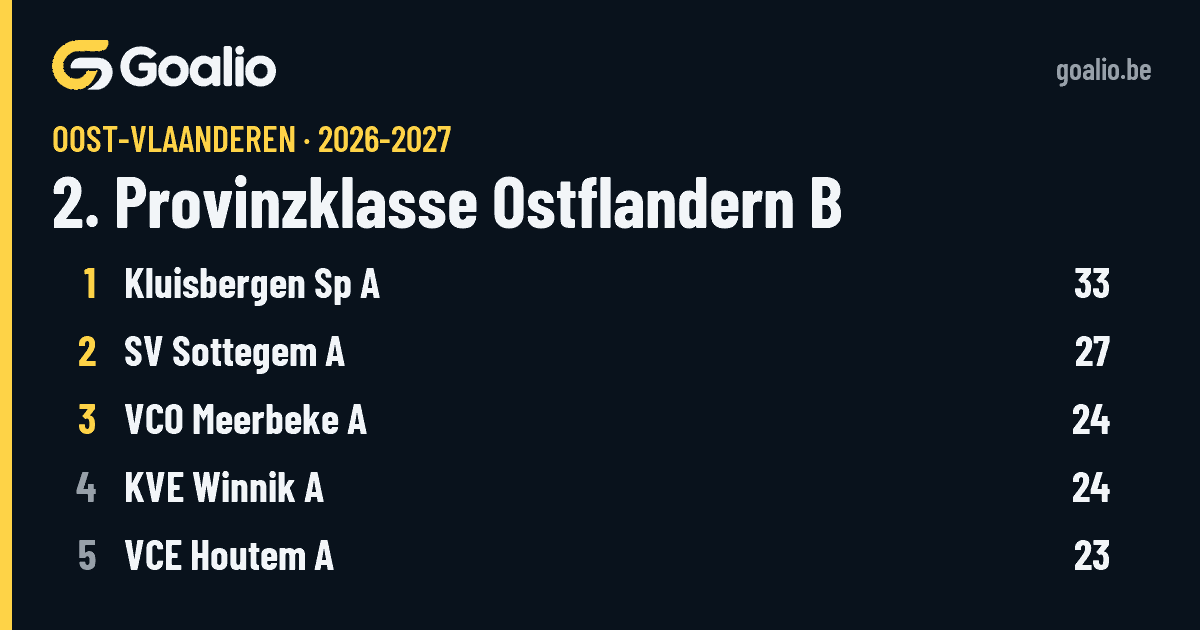 Goalio
goalio.be
OOST-VLAANDEREN · 2026-2027
2. Provinzklasse Ostflandern B
1 Kluisbergen Sp A 33
2 SV Sottegem A 27
3 VCO Meerbeke A 24
4 KVE Winnik A 24
5 VCE Houtem A 23